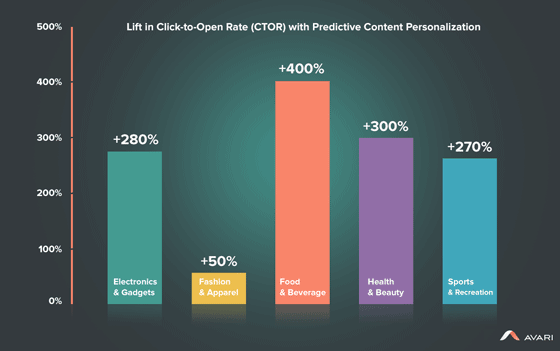 Lift in Click-to-Open Rate (CTOR) with Predictive Content Personalization
500%
400%
300%
200%
100%
0%
+280%
+50%
+400%
+300%
+270%
Electronics
& Gadgets
Fashion
& Apparel
Food
& Beverage
Health
& Beauty
Sports
& Recreation
AVARI